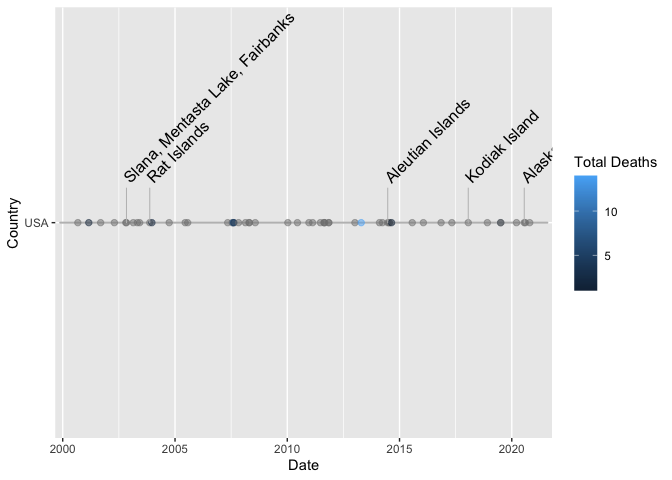 Slana, Mentasta Lake, Fairbanks
Rat Islands
Aleutian Islands
Kodiak Island
Total Deaths
10
5
Country
USA
2000
2005
2010
2015
2020
Date